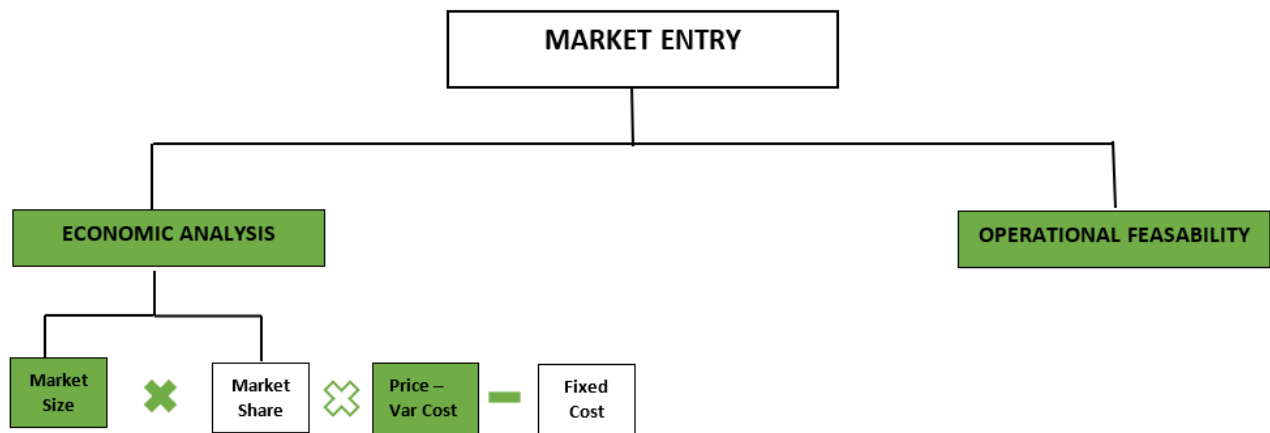 MARKET ENTRY
ECONOMIC ANALYSIS
OPERATIONAL FEASABILITY
Market
Size
Market
Share
Price –
Var Cost
Fixed
Cost